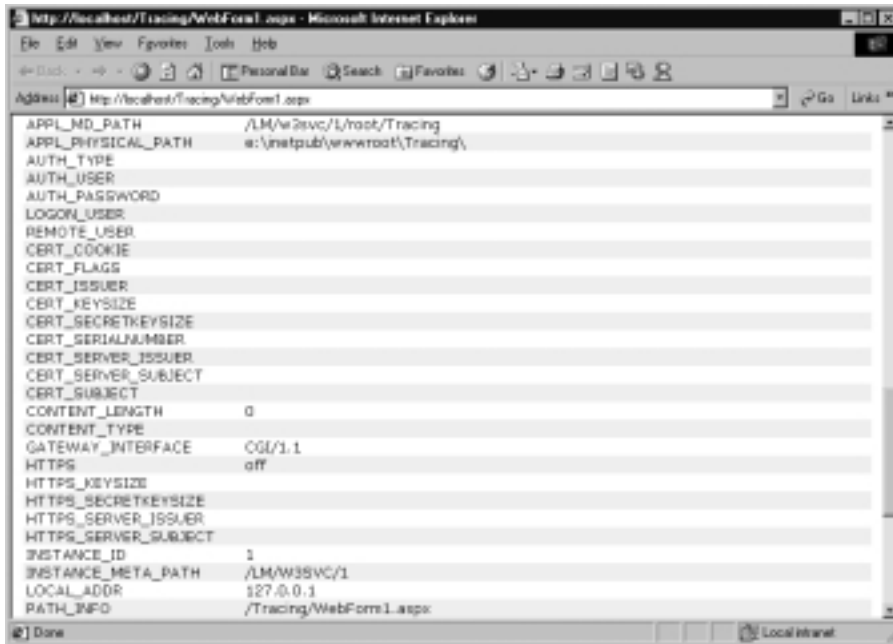 http://localhost/Tracing/WebForm1.aspx - Microsoft Internet Explorer
File Edit View Favorites Tools Help
Back Personal Bar Search Favorites
Address http://localhost/Tracing/WebForm1.aspx Go Links »
APPL_MD_PATH /LM/w3svc/1/root/Tracing
APPL_PHYSICAL_PATH e:\inetpub\wwwroot\Tracing\
AUTH_TYPE
AUTH_USER
AUTH_PASSWORD
LOGON_USER
REMOTE_USER
CERT_COOKIE
CERT_FLAGS
CERT_ISSUER
CERT_KEYSIZE
CERT_SECRETKEYSIZE
CERT_SERIALNUMBER
CERT_SERVER_ISSUER
CERT_SERVER_SUBJECT
CERT_SUBJECT
CONTENT_LENGTH 0
CONTENT_TYPE
GATEWAY_INTERFACE CGI/1.1
HTTPS off
HTTPS_KEYSIZE
HTTPS_SECRETKEYSIZE
HTTPS_SERVER_ISSUER
HTTPS_SERVER_SUBJECT
INSTANCE_ID 1
INSTANCE_META_PATH /LM/W3SVC/1
LOCAL_ADDR 127.0.0.1
PATH_INFO /Tracing/WebForm1.aspx
Done Local intranet